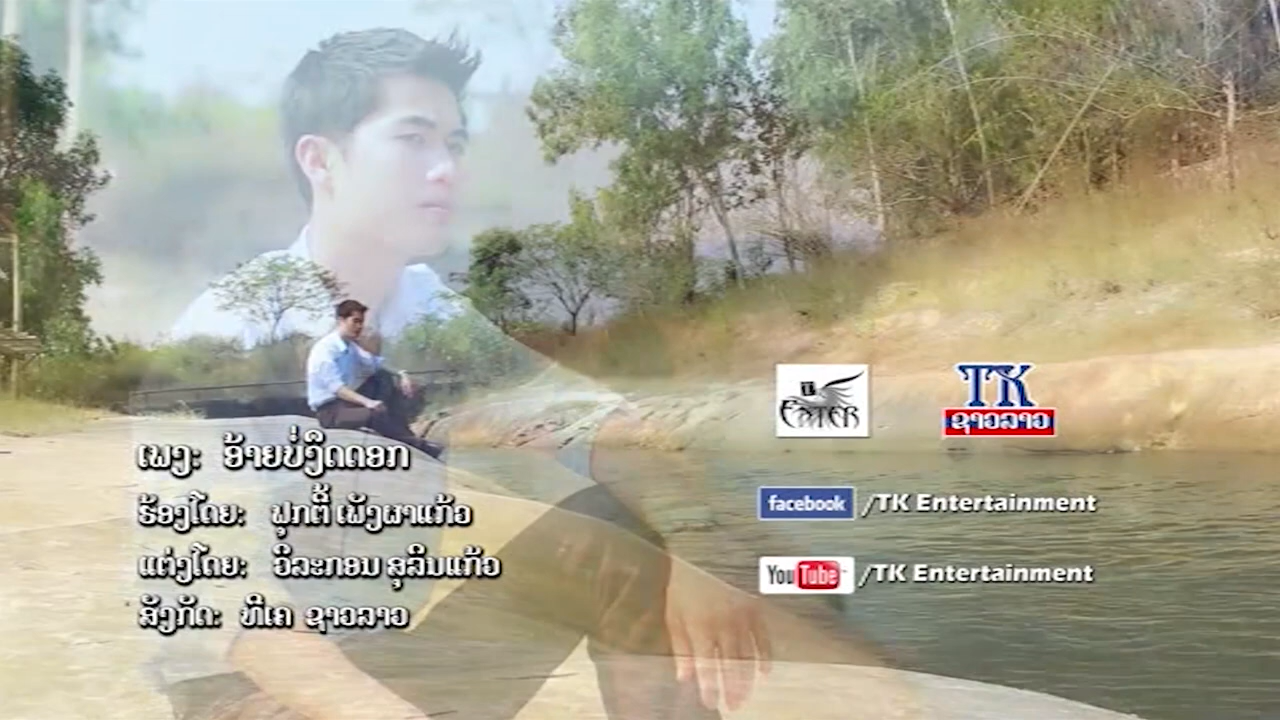 ເພງ: ອ້າຍບໍ່ງຶດດອກ
ຮ້ອງໂດຍ: ຟຸກຕີ້ ເພັງຜາແກ້ວ
ແຕ່ງໂດຍ: ວິລະກອນ ສຸລິນແກ້ວ
ສັງກັດ: ທີເຄ ຊາວລາວ
TK
ຊາວລາວ
facebook /TK Entertainment
YouTube /TK Entertainment